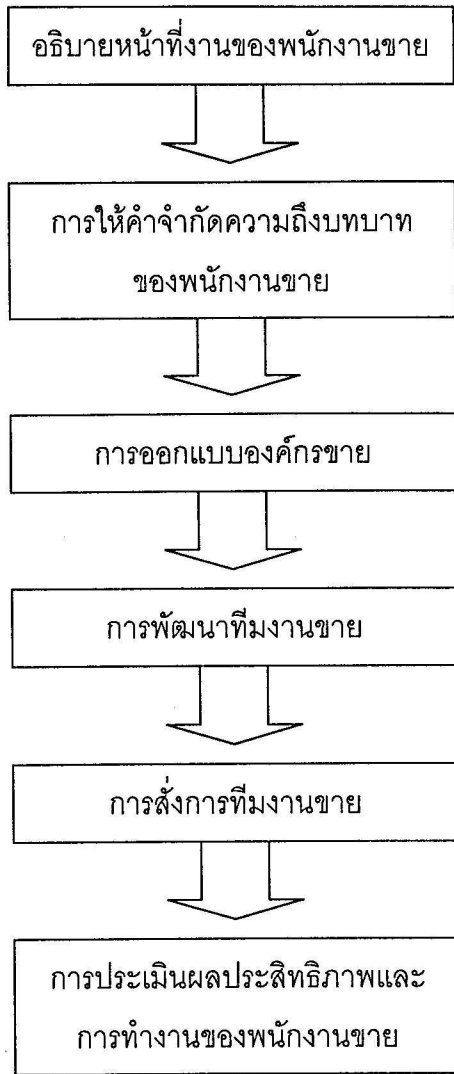 อธิบายหน้าที่งานของพนักงานขาย
การให้คำจำกัดความถึงบทบาท
ของพนักงานขาย
การออกแบบองค์กรขาย
การพัฒนาทีมงานขาย
การสั่งการทีมงานขาย
การประเมินผลประสิทธิภาพและ
การทำงานของพนักงานขาย